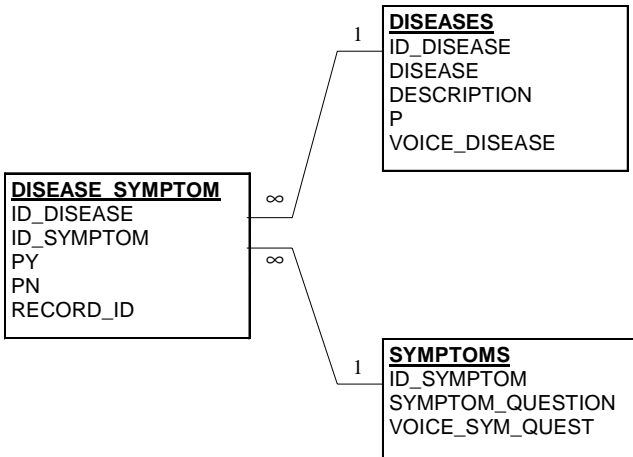 1
DISEASES
ID_DISEASE
DISEASE
DESCRIPTION
P
VOICE_DISEASE
DISEASE_SYMPTOM
ID_DISEASE
ID_SYMPTOM
PY
PN
RECORD_ID
∞
∞
1
SYMPTOMS
ID_SYMPTOM
SYMPTOM_QUESTION
VOICE_SYM_QUEST